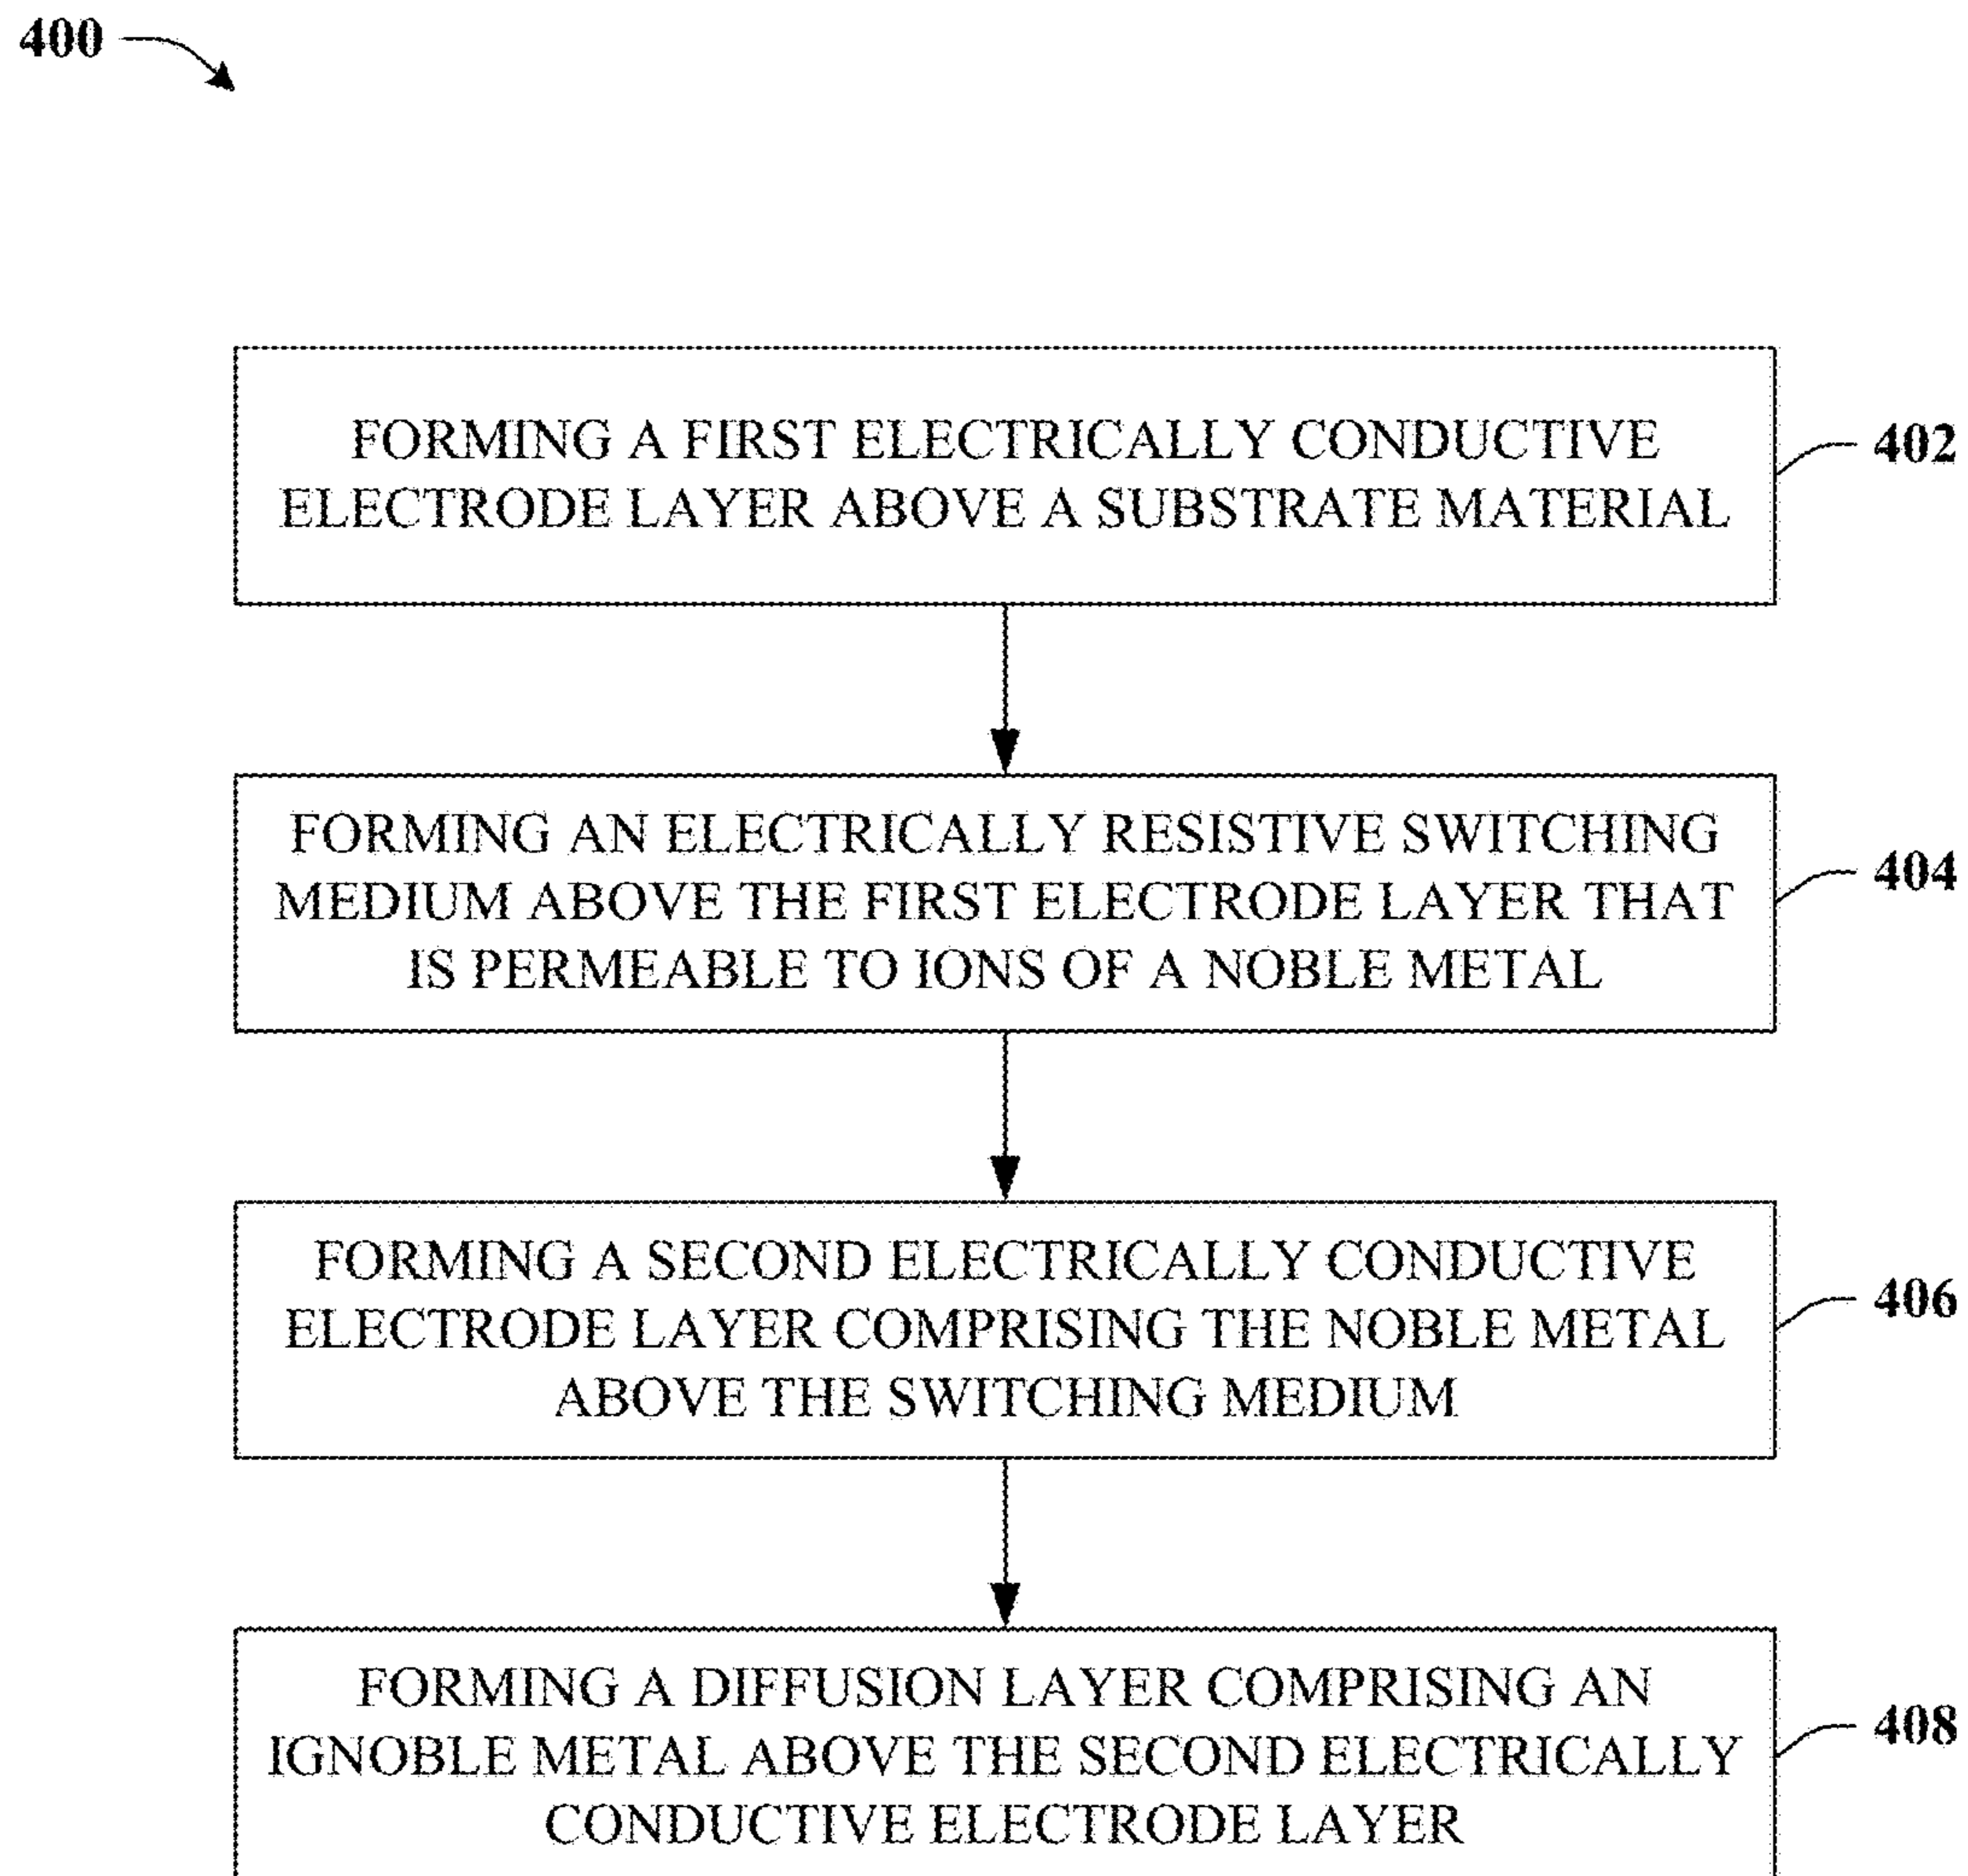 400
FORMING A FIRST ELECTRICALLY CONDUCTIVE
ELECTRODE LAYER ABOVE A SUBSTRATE MATERIAL
402
FORMING AN ELECTRICALLY RESISTIVE SWITCHING
MEDIUM ABOVE THE FIRST ELECTRODE LAYER THAT
IS PERMEABLE TO IONS OF A NOBLE METAL
404
FORMING A SECOND ELECTRICALLY CONDUCTIVE
ELECTRODE LAYER COMPRISING THE NOBLE METAL
ABOVE THE SWITCHING MEDIUM
406
FORMING A DIFFUSION LAYER COMPRISING AN
IGNOBLE METAL ABOVE THE SECOND ELECTRICALLY
CONDUCTIVE ELECTRODE LAYER
408